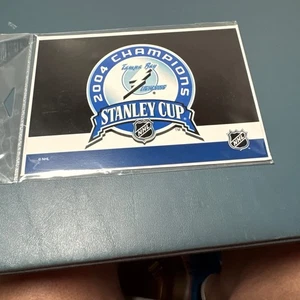 2004 CHAMPIONS
Tampa Bay
Lightning
STANLEY CUP
NHL
NHL